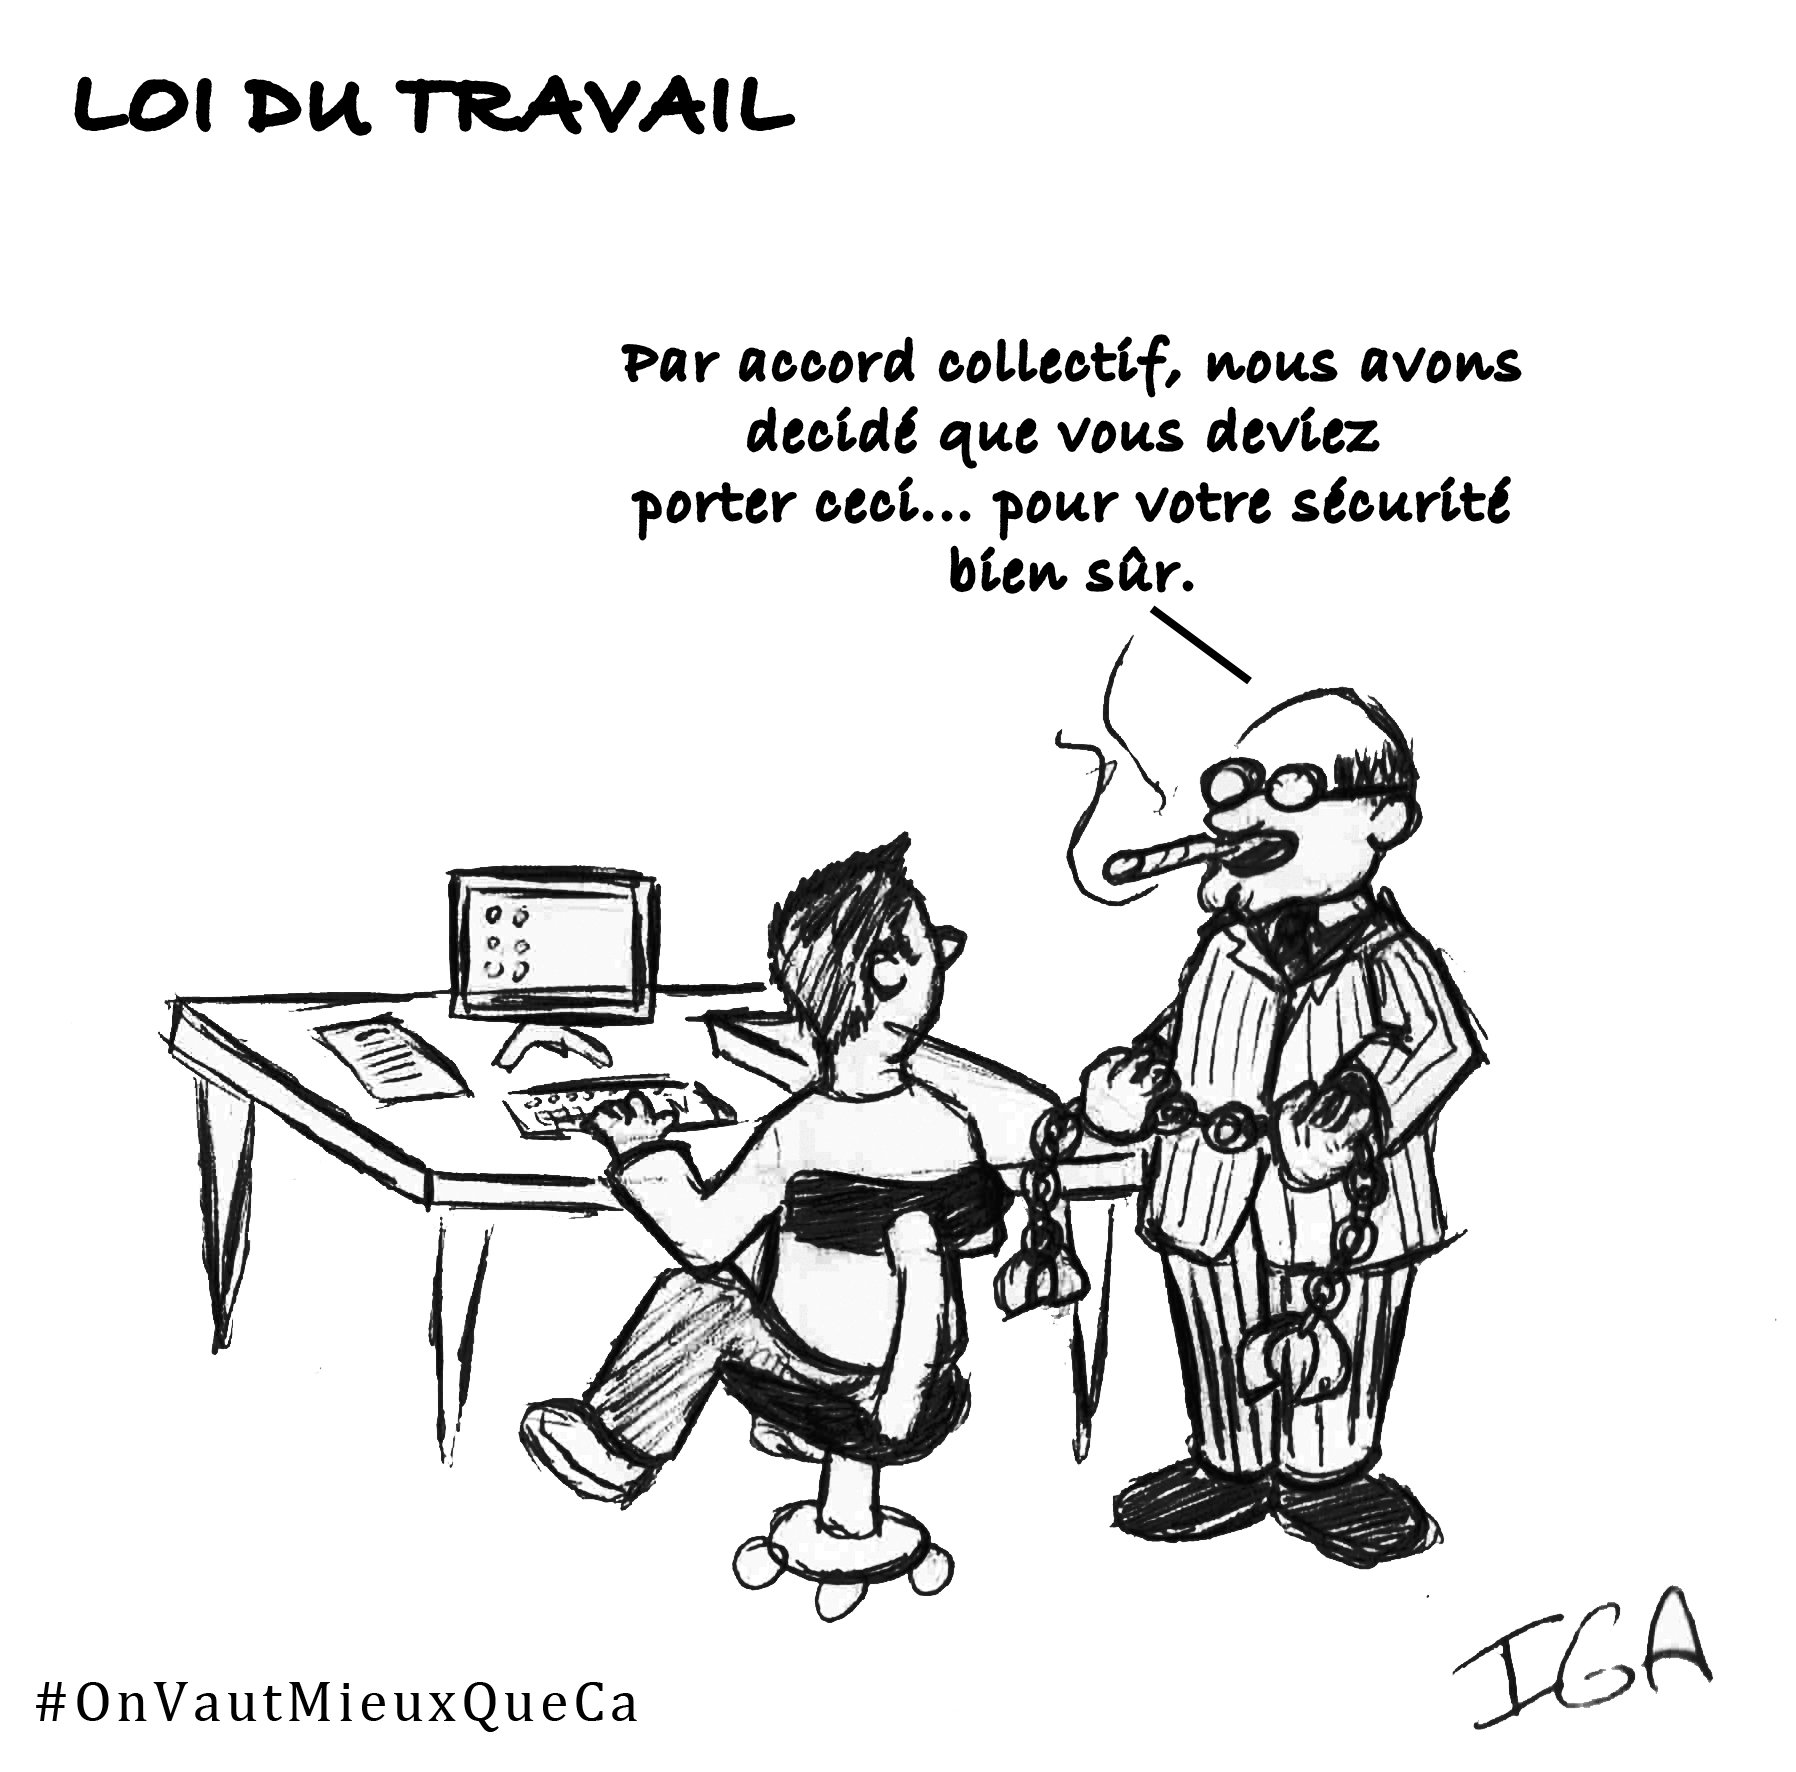 LOI DU TRAVAIL
Par accord collectif, nous avons
decidé que vous deviez
porter ceci... pour votre sécurité
bien sûr.
#OnVautMieuxQueCa
IGA